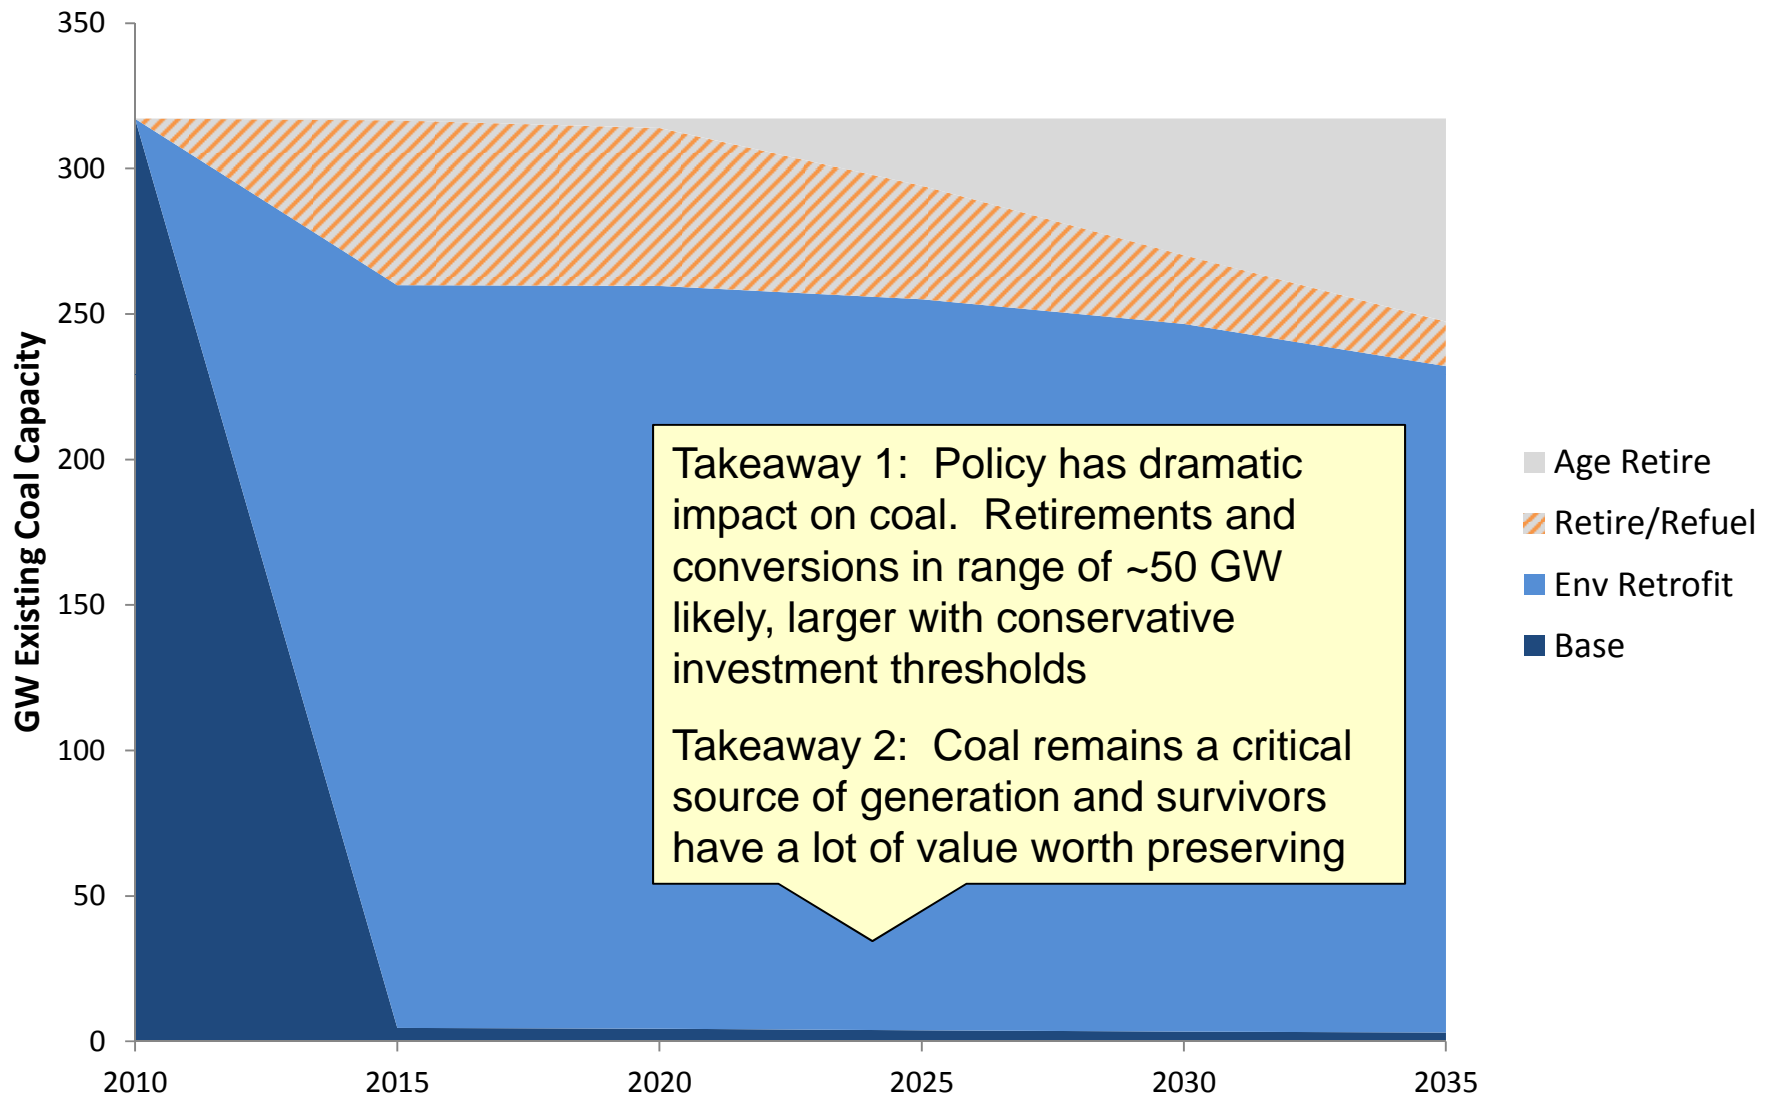 350
300
250
200
150
100
50
0
GW Existing Coal Capacity
2010
2015
2020
2025
2030
2035
Takeaway 1: Policy has dramatic
impact on coal. Retirements and
conversions in range of ~50 GW
likely, larger with conservative
investment thresholds
Takeaway 2: Coal remains a critical
source of generation and survivors
have a lot of value worth preserving
Age Retire
Retire/Refuel
Env Retrofit
Base